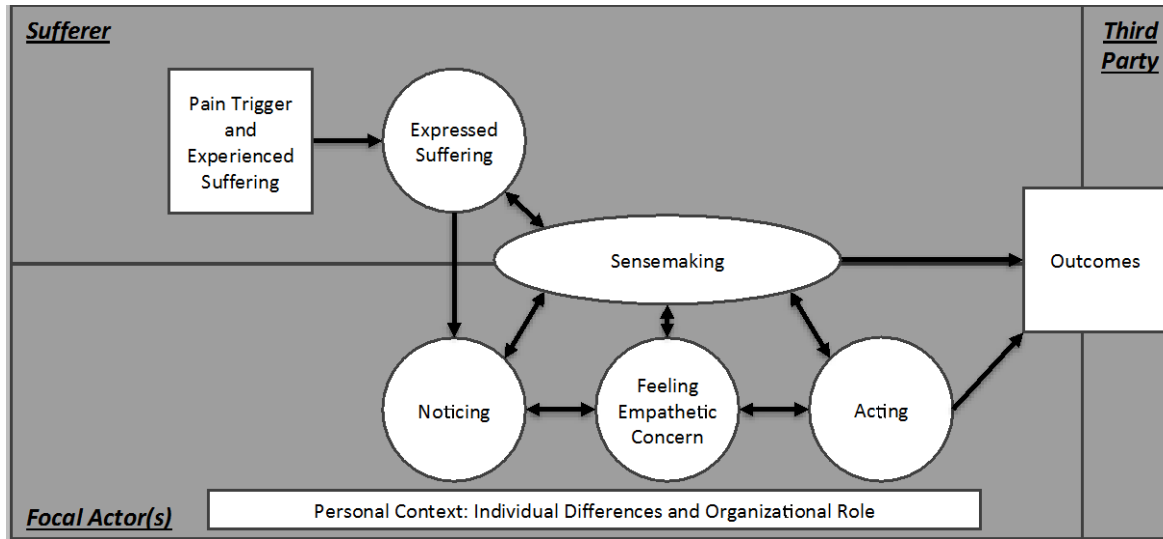 Sufferer
Third
Party
Pain Trigger
and
Experienced
Suffering
Expressed
Suffering
Sensemaking
Outcomes
Noticing
Feeling
Empathetic
Concern
Acting
Personal Context: Individual Differences and Organizational Role
Focal Actor(s)